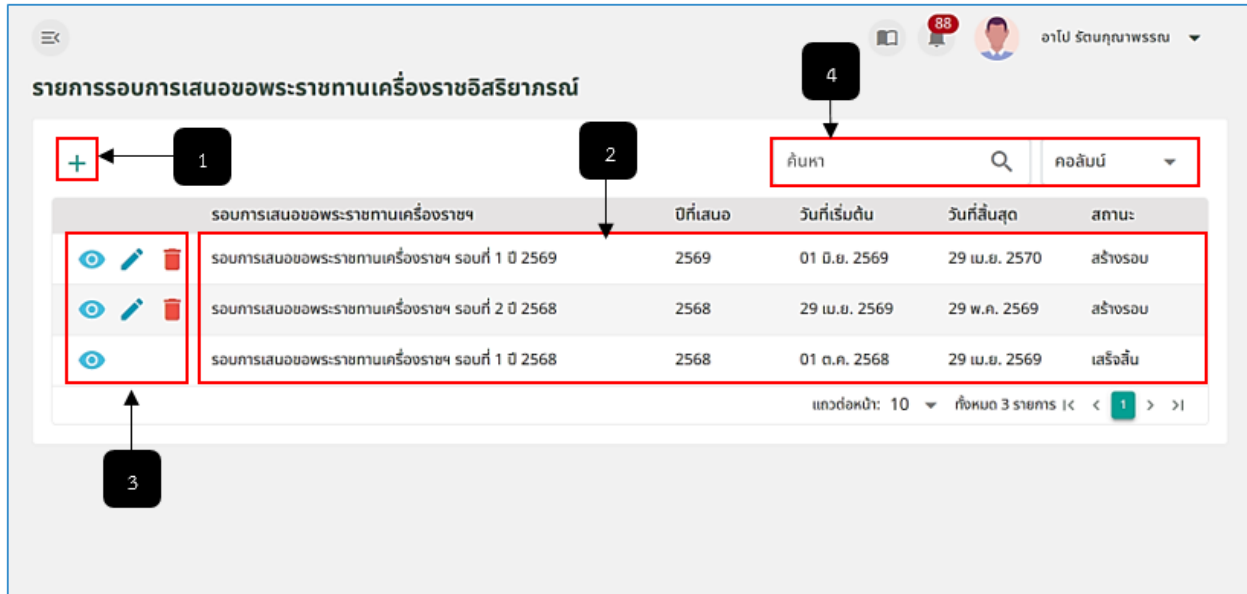 88
อาโป รัตนกุณาพรรณ
รายการรอบการเสนอขอพระราชทานเครื่องราชอิสริยาภรณ์
4
1
2
ค้นหา
คอลัมน์
รอบการเสนอขอพระราชทานเครื่องราชฯ ปีที่เสนอ วันที่เริ่มต้น วันที่สิ้นสุด สถานะ
รอบการเสนอขอพระราชทานเครื่องราชฯ รอบที่ 1 ปี 2569 2569 01 มิ.ย. 2569 29 เม.ย. 2570 สร้างรอบ
รอบการเสนอขอพระราชทานเครื่องราชฯ รอบที่ 2 ปี 2568 2568 29 เม.ย. 2569 29 พ.ค. 2569 สร้างรอบ
รอบการเสนอขอพระราชทานเครื่องราชฯ รอบที่ 1 ปี 2568 2568 01 ต.ค. 2568 29 เม.ย. 2569 เสร็จสิ้น
แถวต่อหน้า: 10 ทั้งหมด 3 รายการ |< < 1 > >|
3